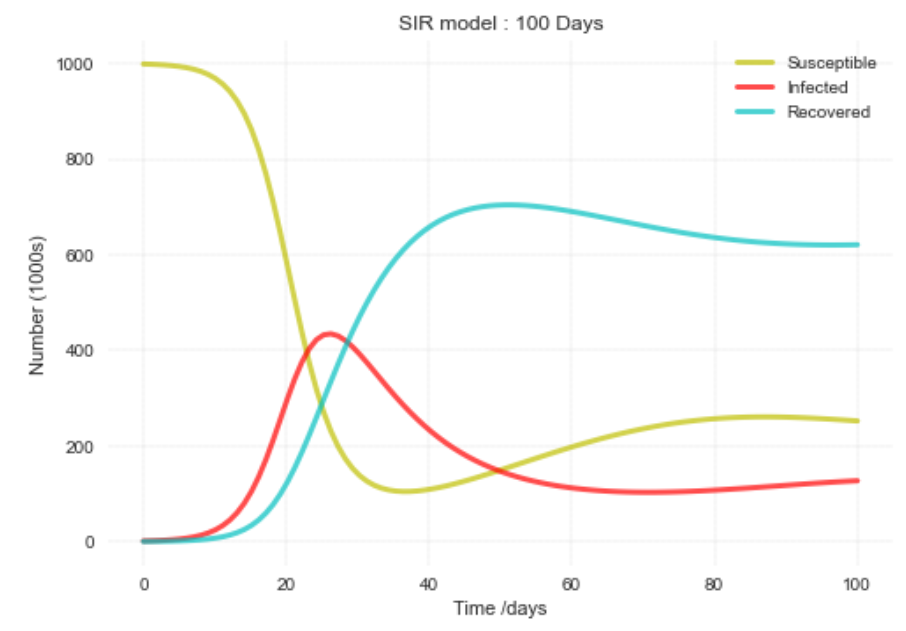 SIR model : 100 Days
Susceptible
Infected
Recovered
1000
800
600
400
200
0
Number (1000s)
0 20 40 60 80 100
Time /days